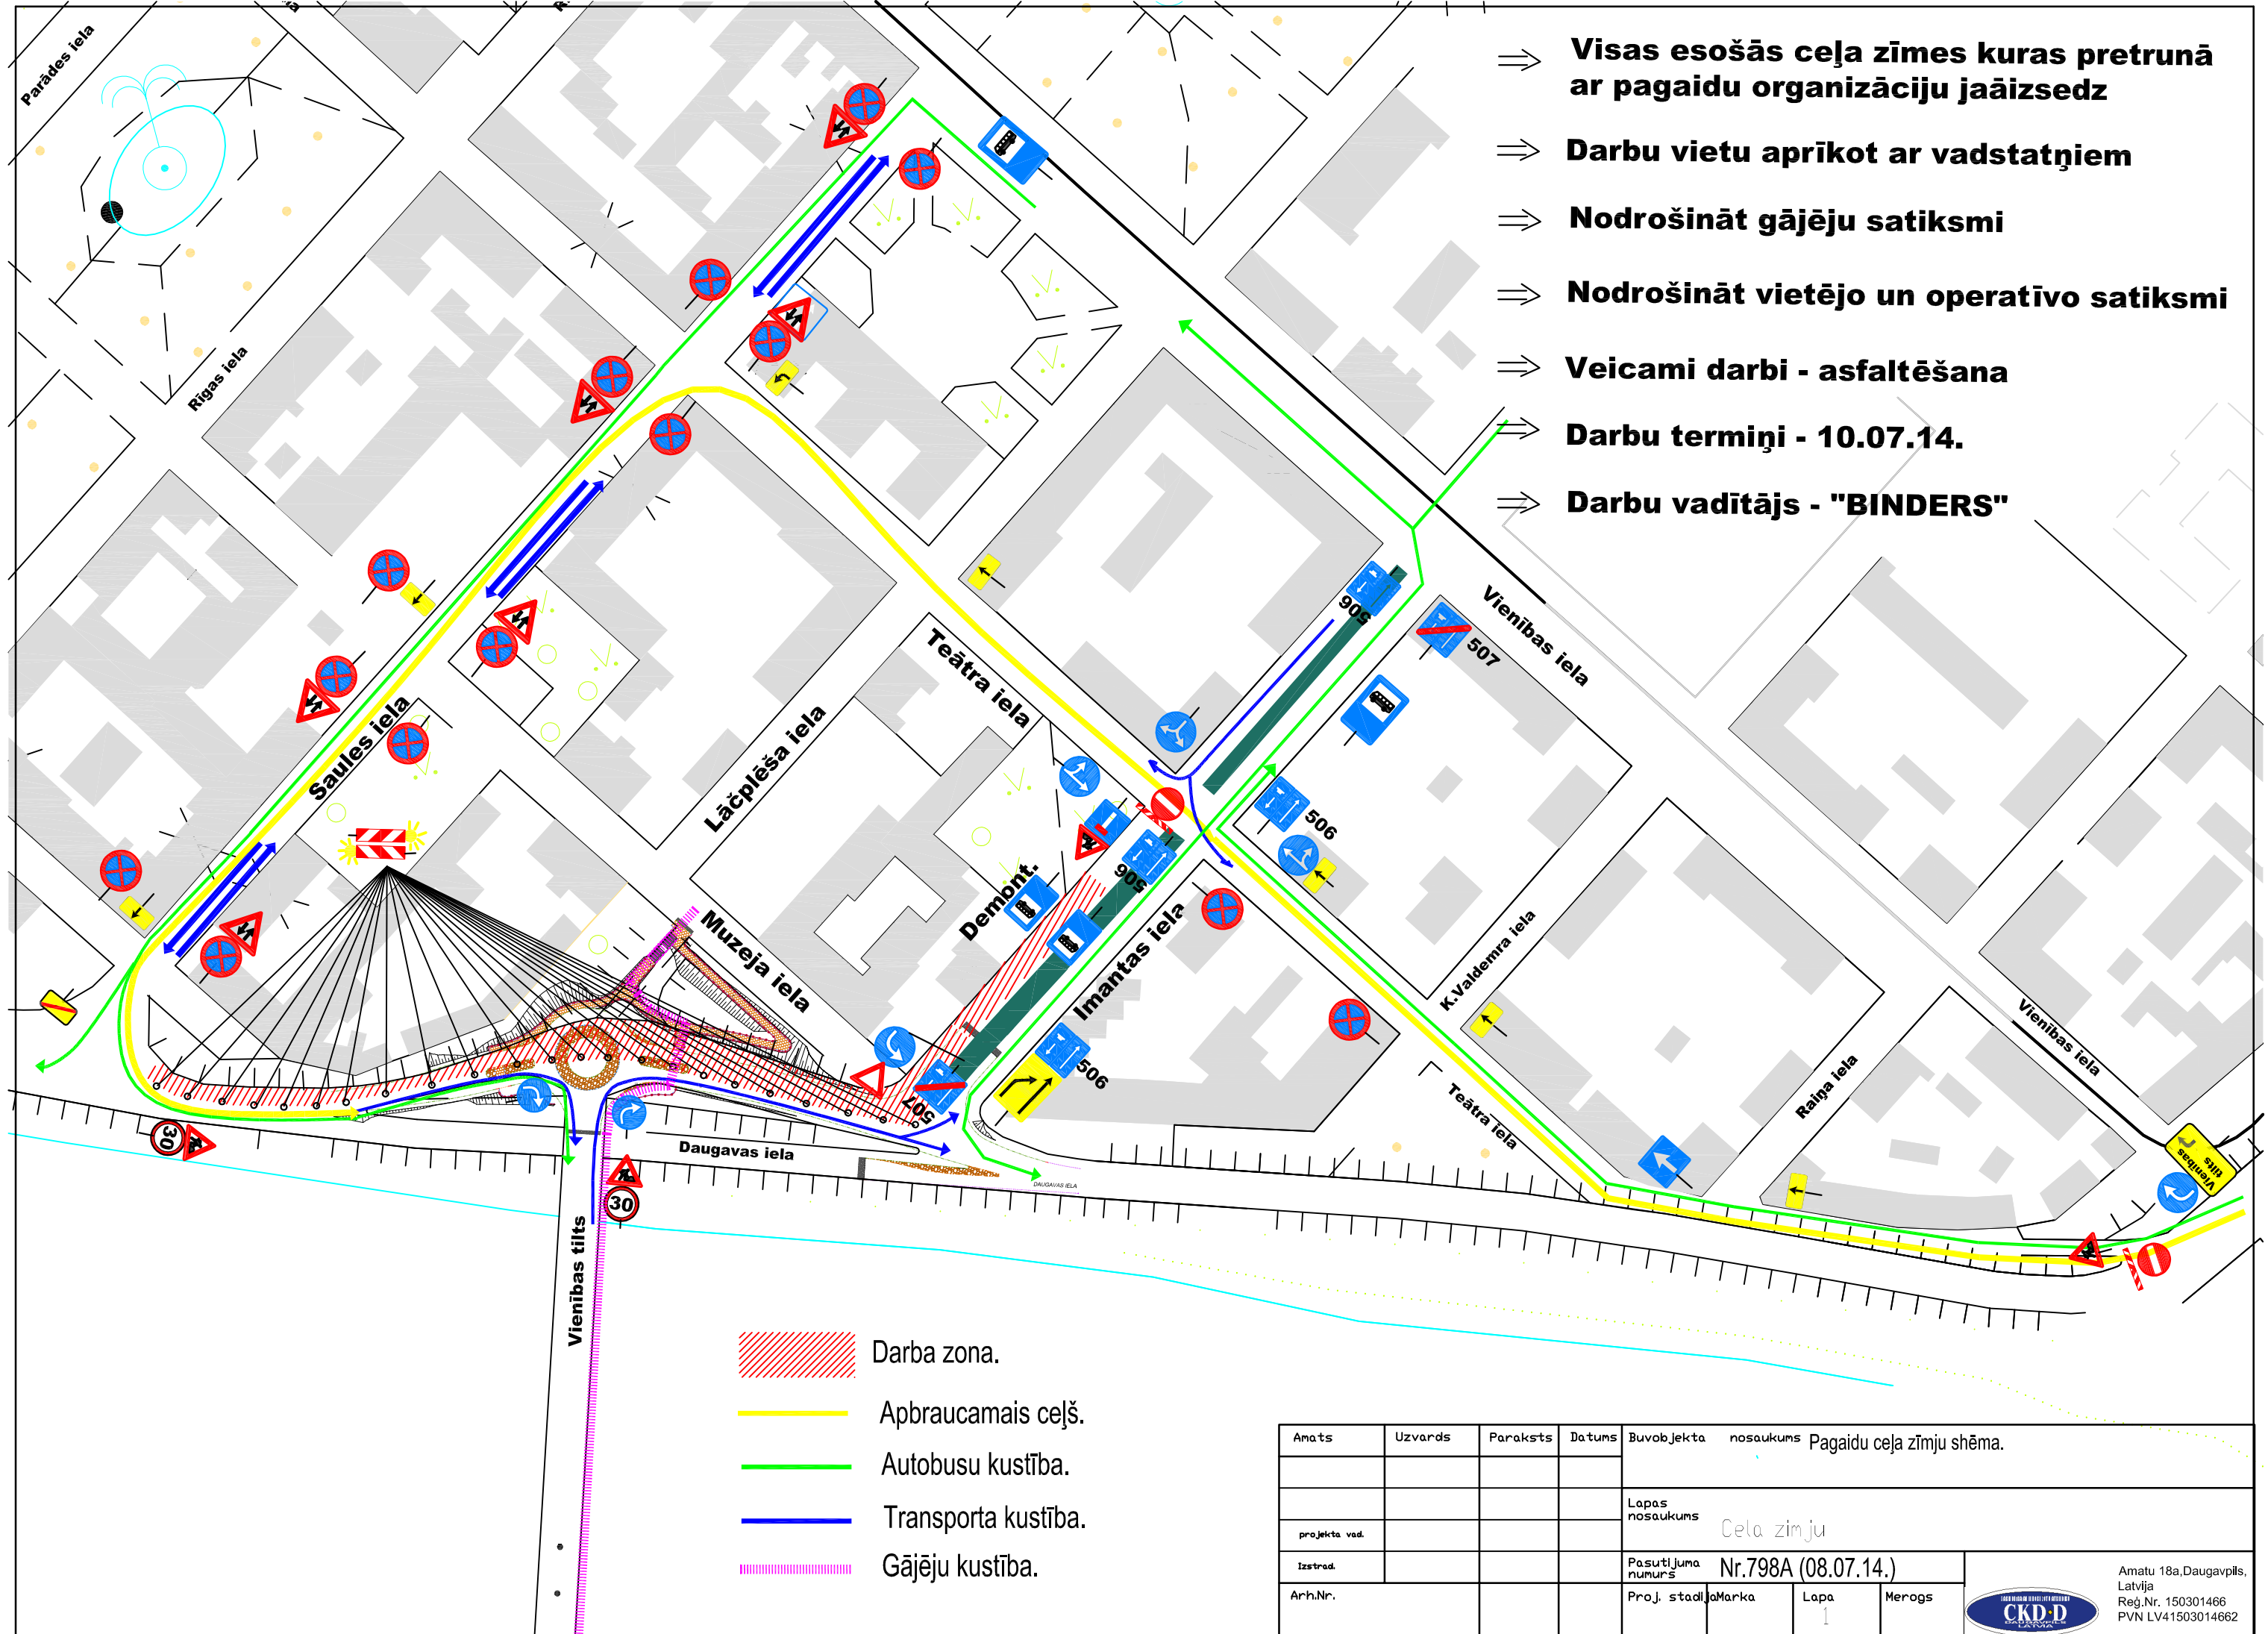 Parādes iela
Rīgas iela
Visas esošās ceļa zīmes kuras pretrunā
ar pagaidu organizāciju jaāizsedz
Darbu vietu aprīkot ar vadstatņiem
Nodrošināt gājēju satiksmi
Nodrošināt vietējo un operatīvo satiksmi
Veicami darbi - asfaltēšana
Darbu termiņi - 10.07.14.
Darbu vadītājs - "BINDERS"
Saules iela
Lāčplēša iela
Teātra iela
Vienības iela
506
507
506
506
Demont.
Muzeja iela
Imantas iela
K.Valdemra iela
506
507
Teātra iela
Raiņa iela
Vienības iela
Vienības
tilts
30
30
Daugavas iela
DAUGAVAS IELA
Vienības tilts
Darba zona.
Apbraucamais ceļš.
Autobusu kustība.
Transporta kustība.
Gājēju kustība.
Amats Uzvards Paraksts Datums Buvobjekta nosaukums Pagaidu ceļa zīmju shēma.
Lapas
nosaukums
Cela zimju
projekta vad.
Izstrad.
Pasutijuma
numurs
Nr.798A (08.07.14.)
Arh.Nr.
Proj. stadija Marka Lapa Merogs
1
CKD·D
DAUGAVPILS
LATVIA
Amatu 18a,Daugavpils,
Latvija
Reģ.Nr. 150301466
PVN LV41503014662